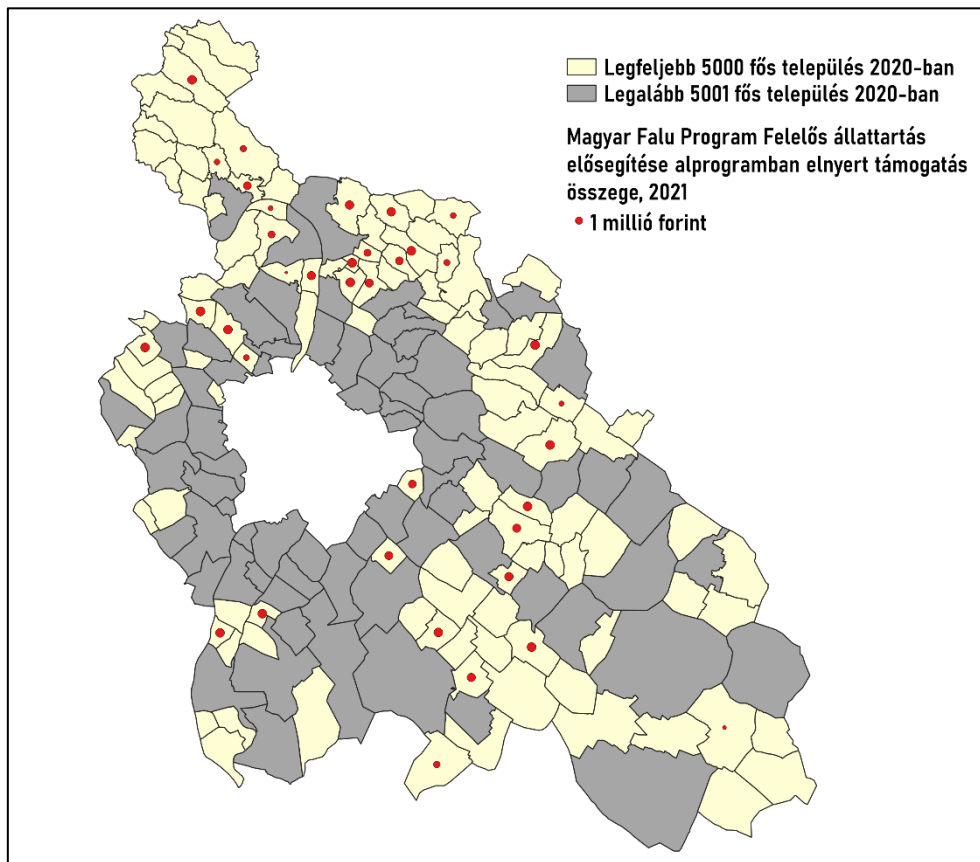 Legfeljebb 5000 fős település 2020-ban
Legalább 5001 fős település 2020-ban
Magyar Falu Program Felelős állattartás
elősegítése alprogramban elnyert támogatás
összege, 2021
1 millió forint